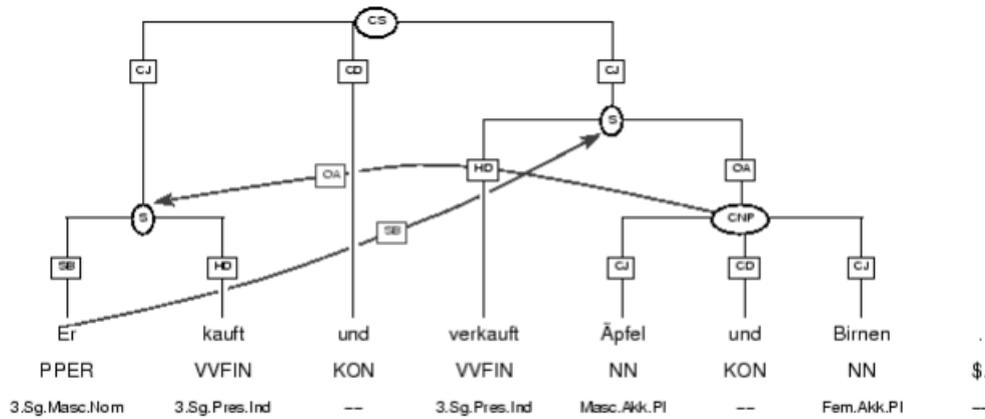 CS
CJ CD CJ
S
OA HD OA
S SB CNP
SB HD CJ CD CJ
Er kauft und verkauft Äpfel und Birnen .
PPER VVFIN KON VVFIN NN KON NN $.
3.Sg.Masc.Nom 3.Sg.Pres.Ind -- 3.Sg.Pres.Ind Masc.Akk.Pl -- Fem.Akk.Pl --